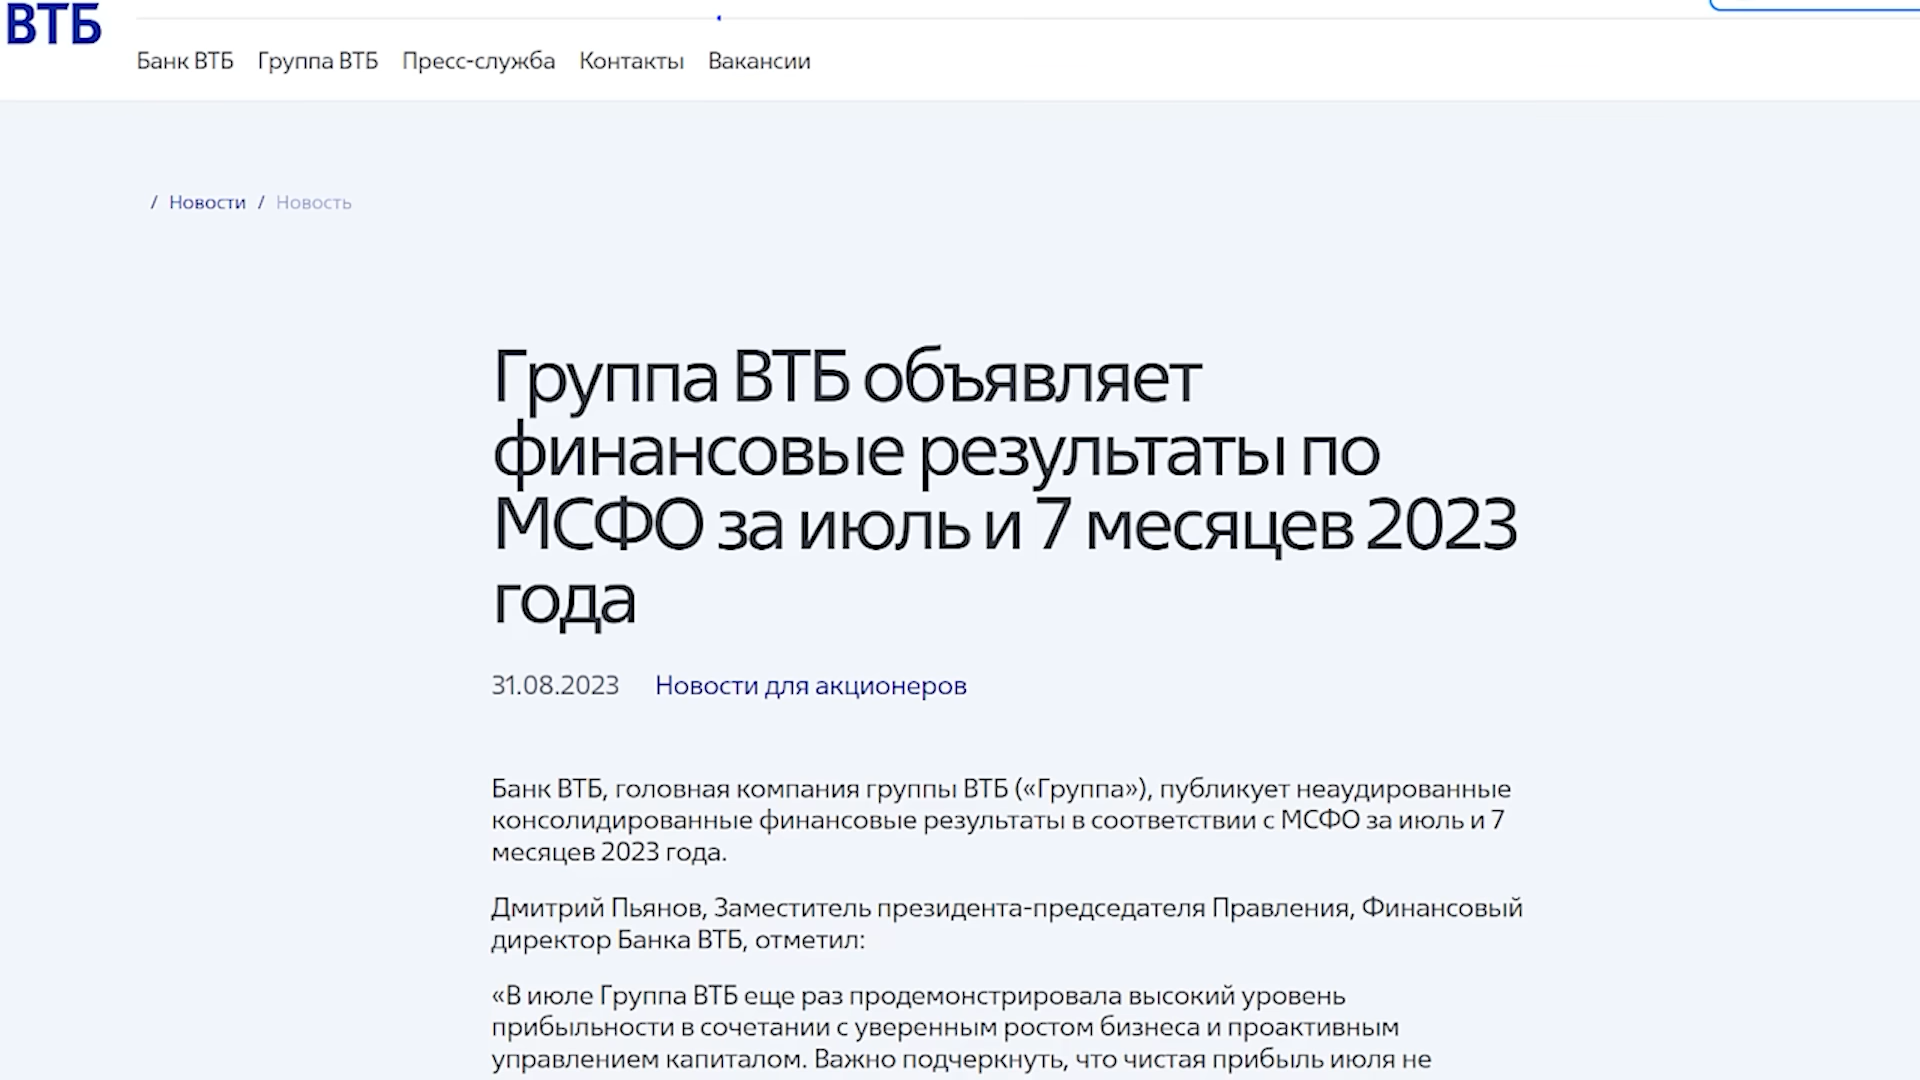 ВТБ
Банк ВТБ Группа ВТБ Пресс-служба Контакты Вакансии
/ Новости / Новость
Группа ВТБ объявляет
финансовые результаты по
МСФО за июль и 7 месяцев 2023
года
31.08.2023 Новости для акционеров
Банк ВТБ, головная компания группы ВТБ («Группа»), публикует неаудированные
консолидированные финансовые результаты в соответствии с МСФО за июль и 7
месяцев 2023 года.
Дмитрий Пьянов, Заместитель президента-председателя Правления, Финансовый
директор Банка ВТБ, отметил:
«В июле Группа ВТБ еще раз продемонстрировала высокий уровень
прибыльности в сочетании с уверенным ростом бизнеса и проактивным
управлением капиталом. Важно подчеркнуть, что чистая прибыль июля не